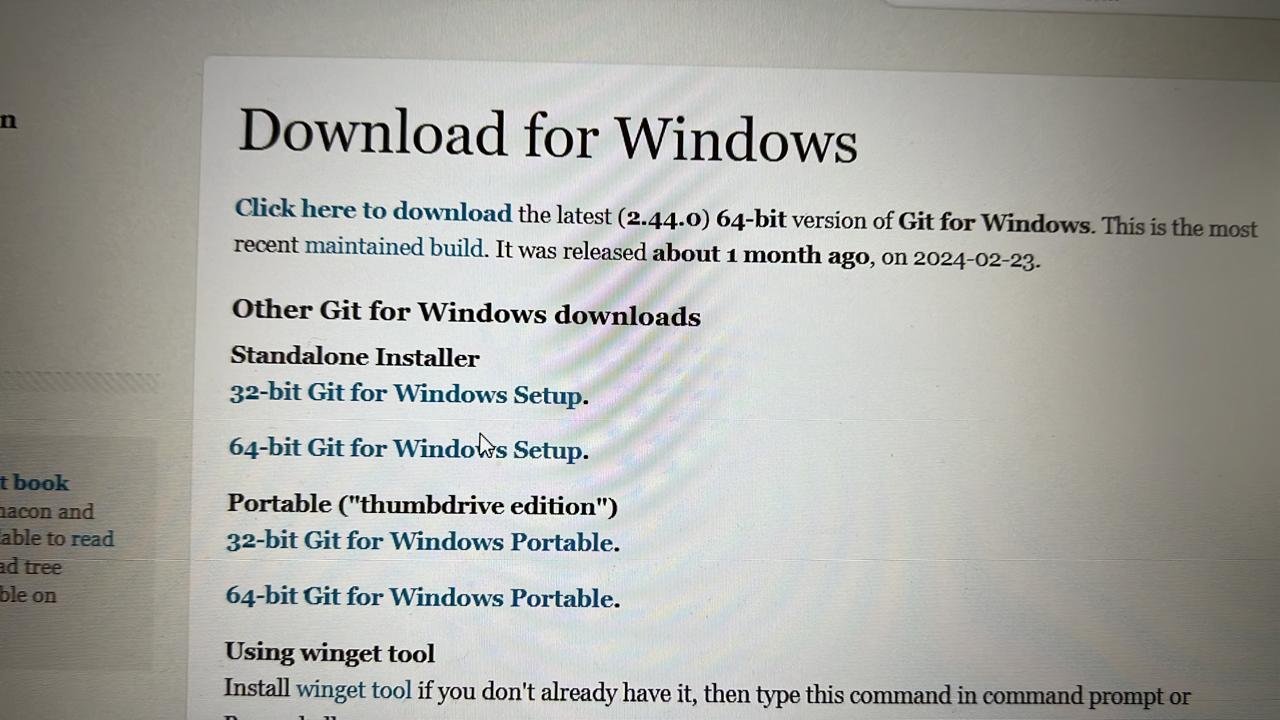 n
Download for Windows
Click here to download the latest (2.44.0) 64-bit version of Git for Windows. This is the most
recent maintained build. It was released about 1 month ago, on 2024-02-23.
Other Git for Windows downloads
Standalone Installer
32-bit Git for Windows Setup.
64-bit Git for Windows Setup.
t book
acon and
able to read
ad tree
ble on
Portable ("thumbdrive edition")
32-bit Git for Windows Portable.
64-bit Git for Windows Portable.
Using winget tool
Install winget tool if you don't already have it, then type this command in command prompt or